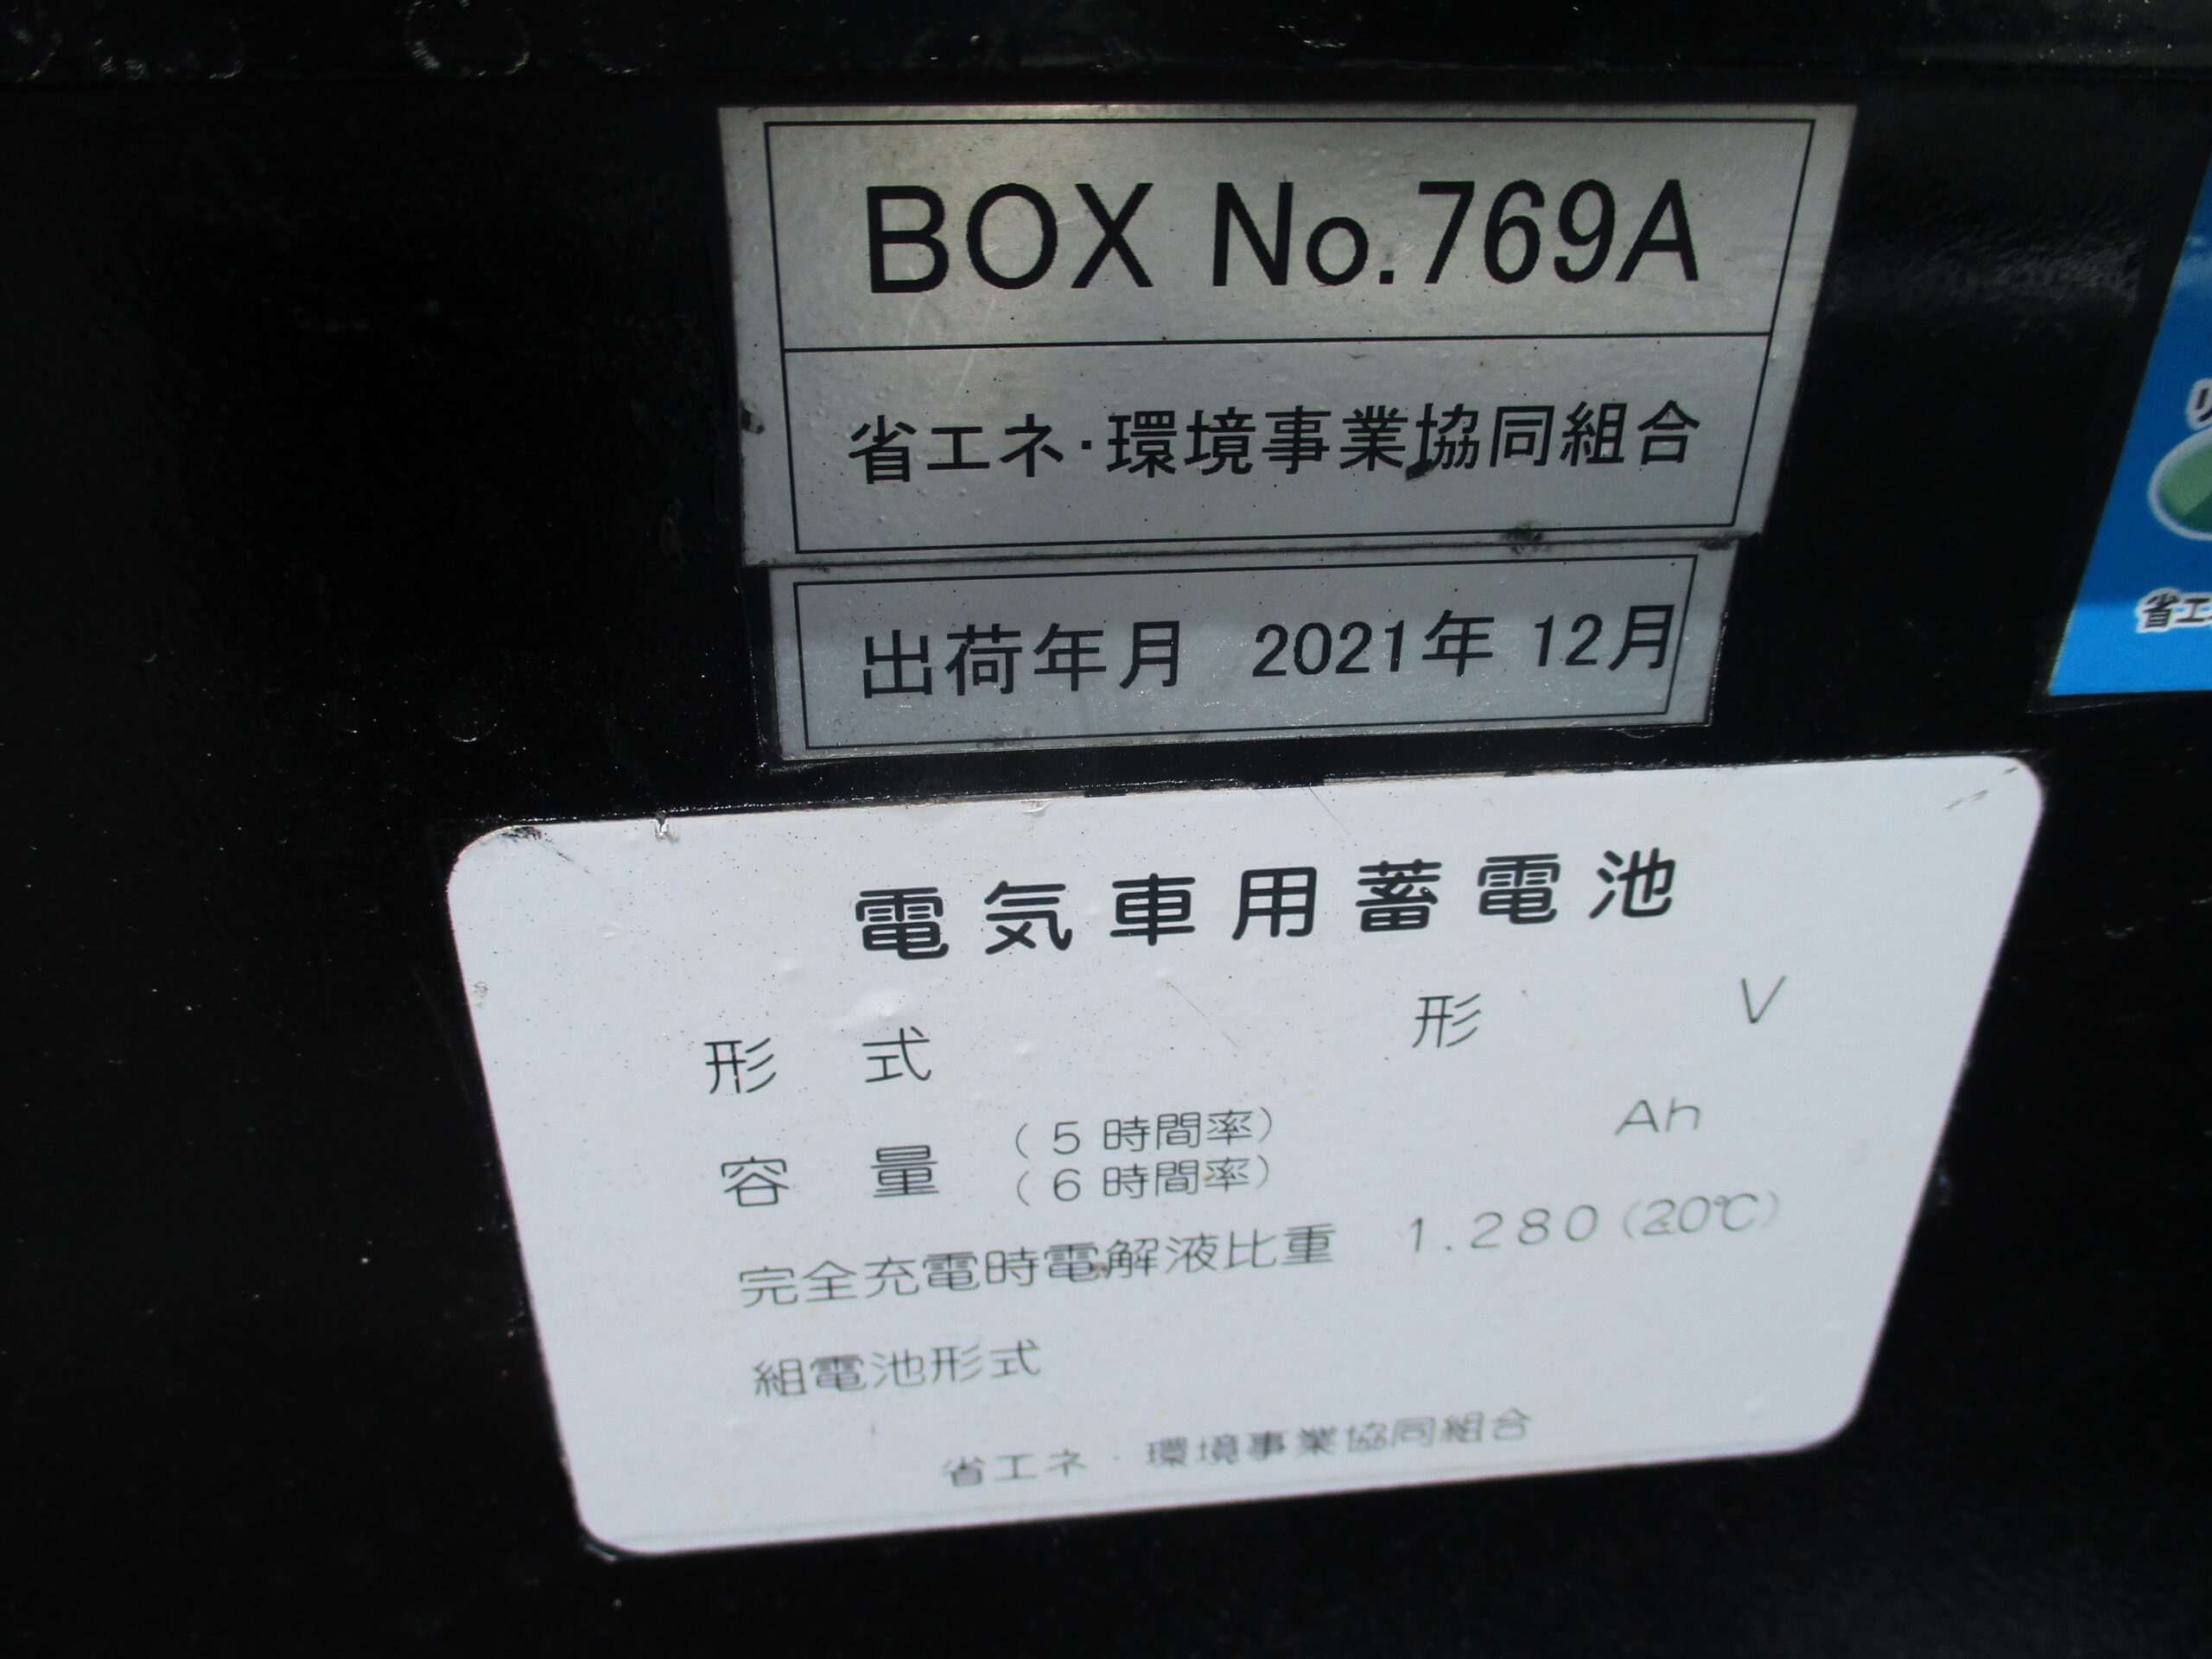 BOX No.769A
省エネ・環境事業協同組合
出荷年月 2021年 12月
リ
省エ
電気車用蓄電池
形 式 形 V
容 量 (5時間率) Ah
(6時間率)
完全充電時電解液比重 1.280(20℃)
組電池形式
省エネ・環境事業協同組合